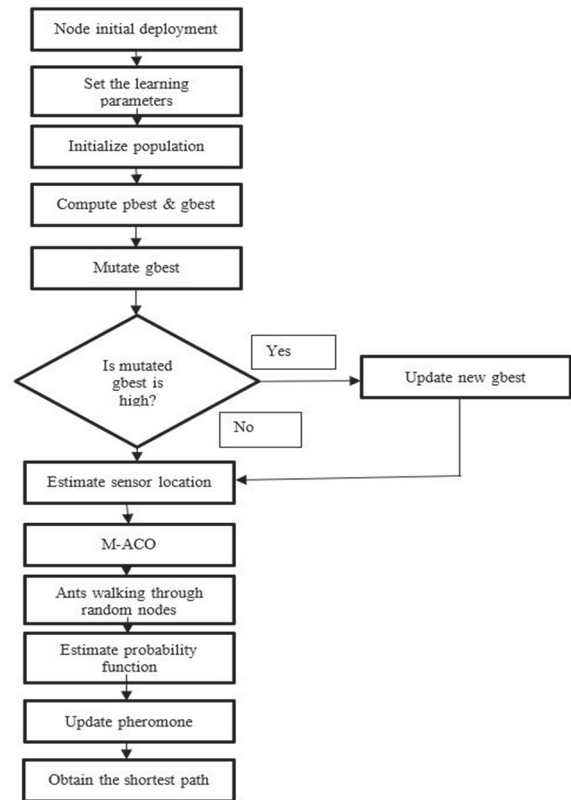 Node initial deployment
Set the learning
parameters
Initialize population
Compute pbest & gbest
Mutate gbest
Is mutated
gbest is
high?
Yes
Update new gbest
No
Estimate sensor location
M-ACO
Ants walking through
random nodes
Estimate probability
function
Update pheromone
Obtain the shortest path